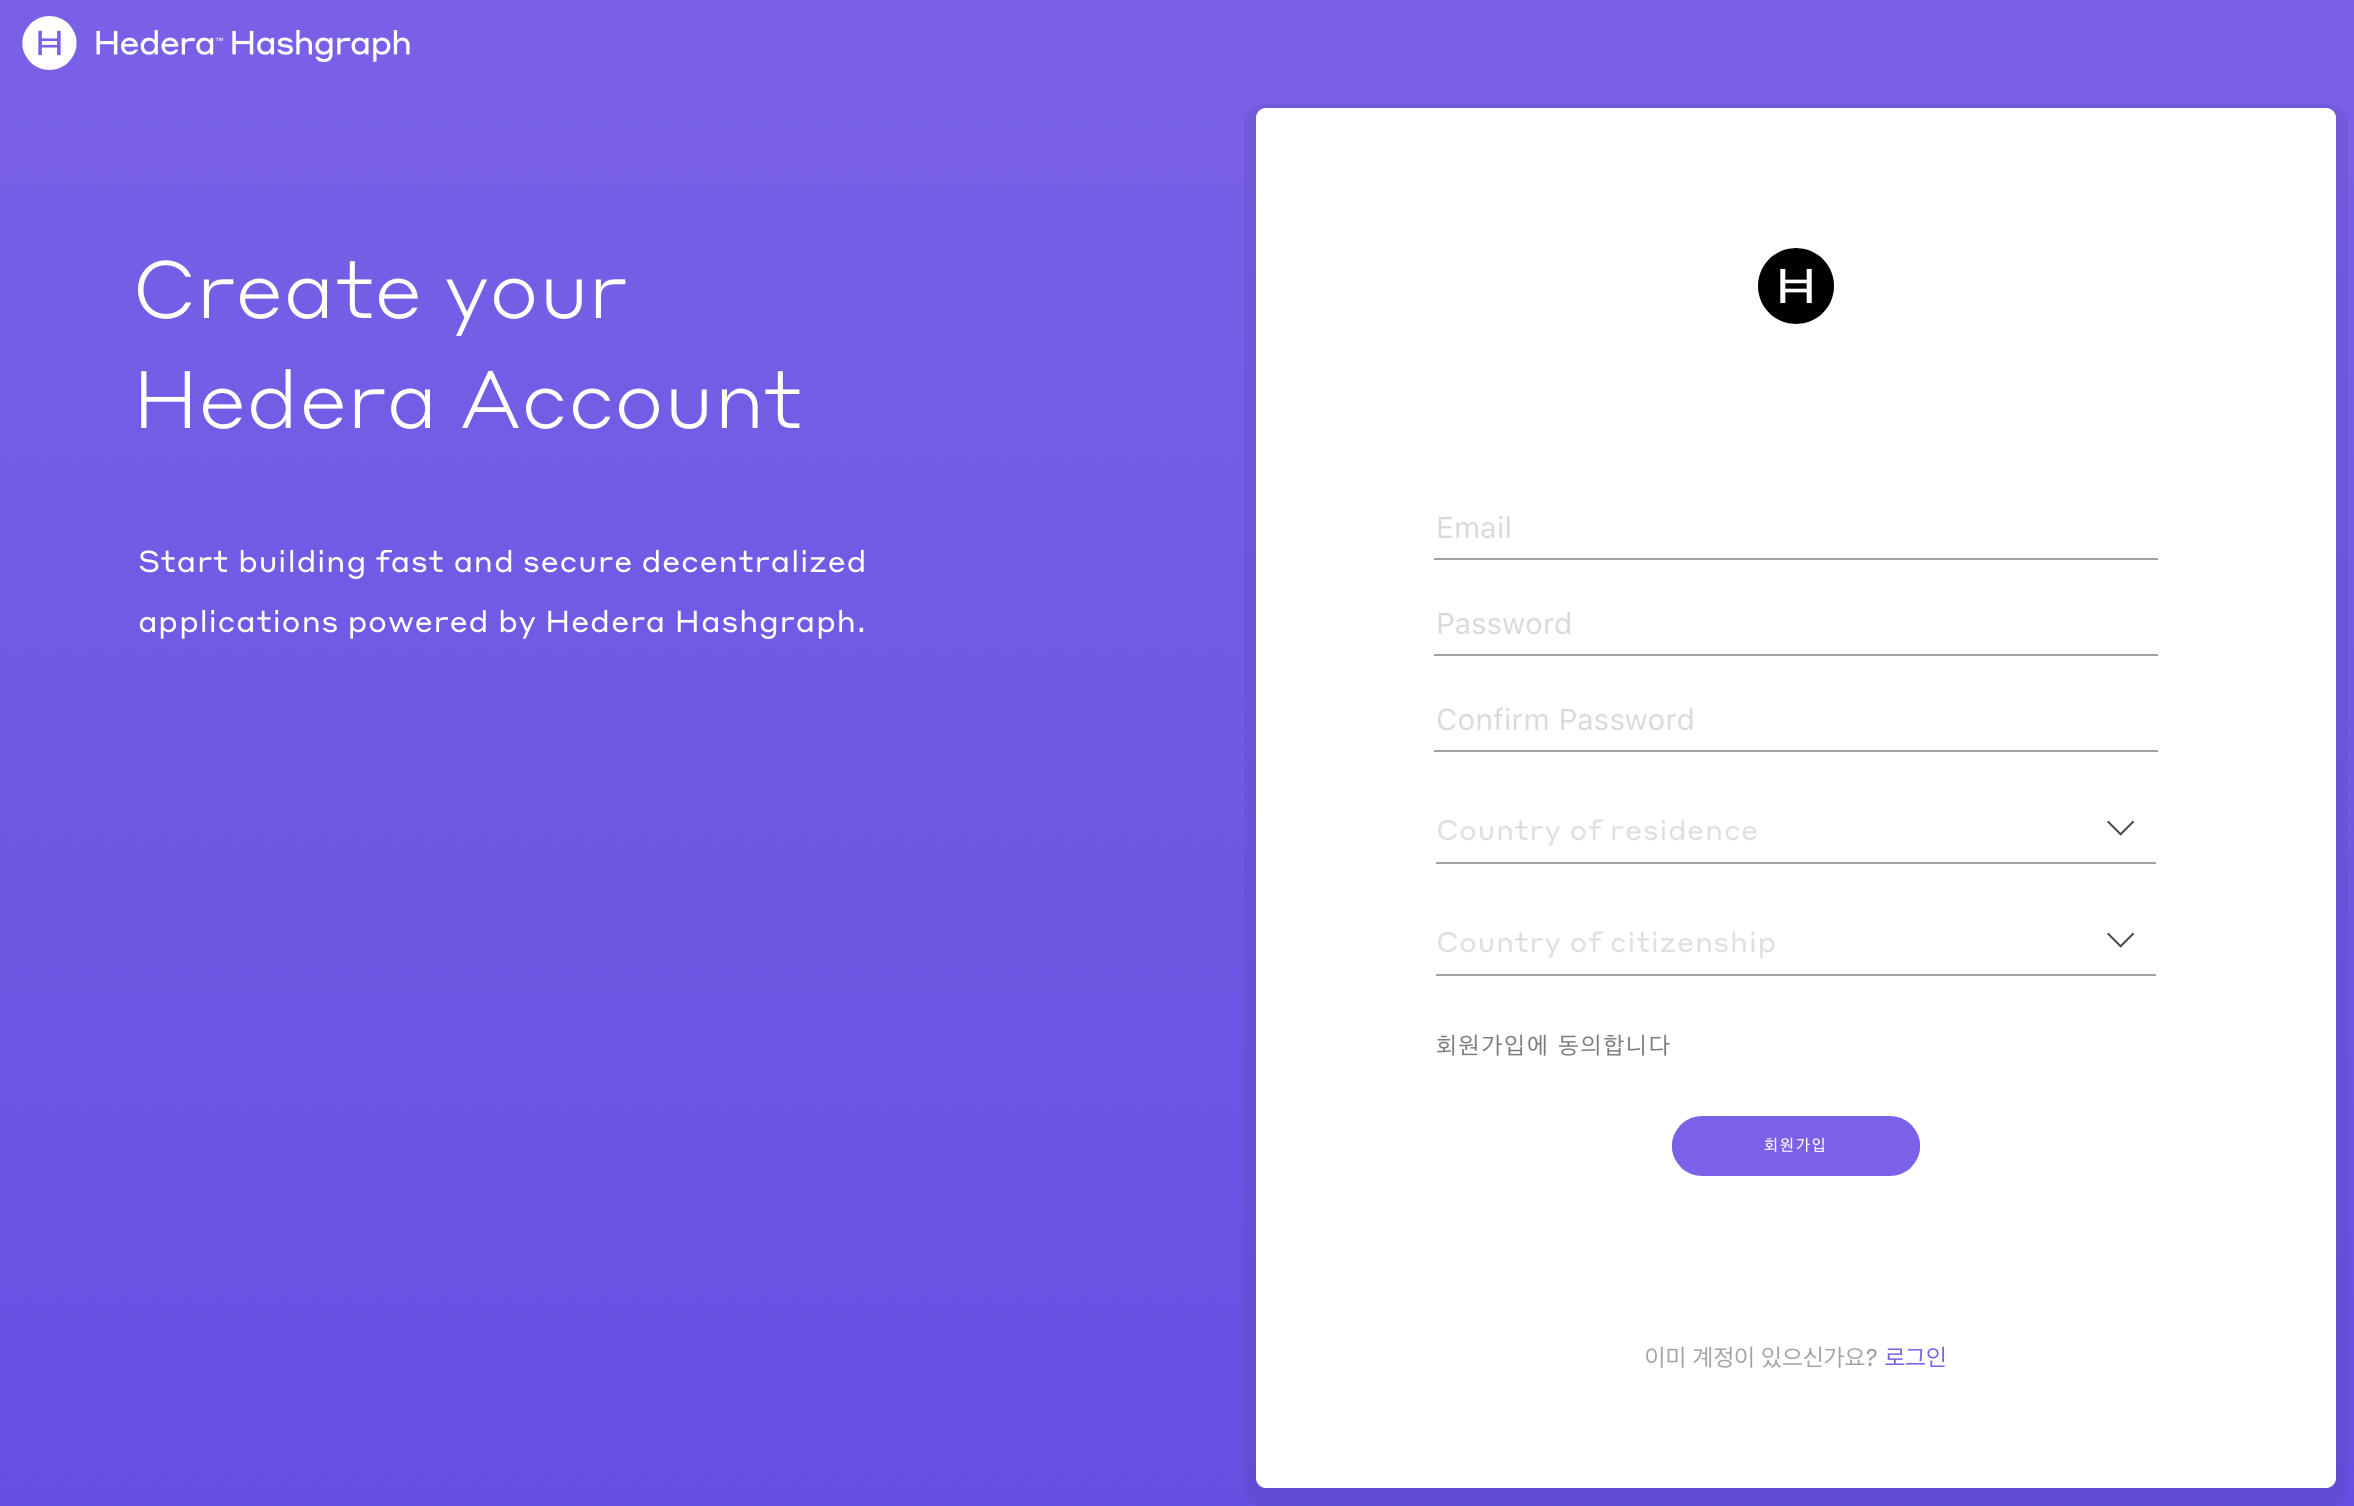 Hedera™ Hashgraph
Create your
Hedera Account
Start building fast and secure decentralized
applications powered by Hedera Hashgraph.
H
Email
Password
Confirm Password
Country of residence
Country of citizenship
회원가입에 동의합니다
회원가입
이미 계정이 있으신가요? 로그인